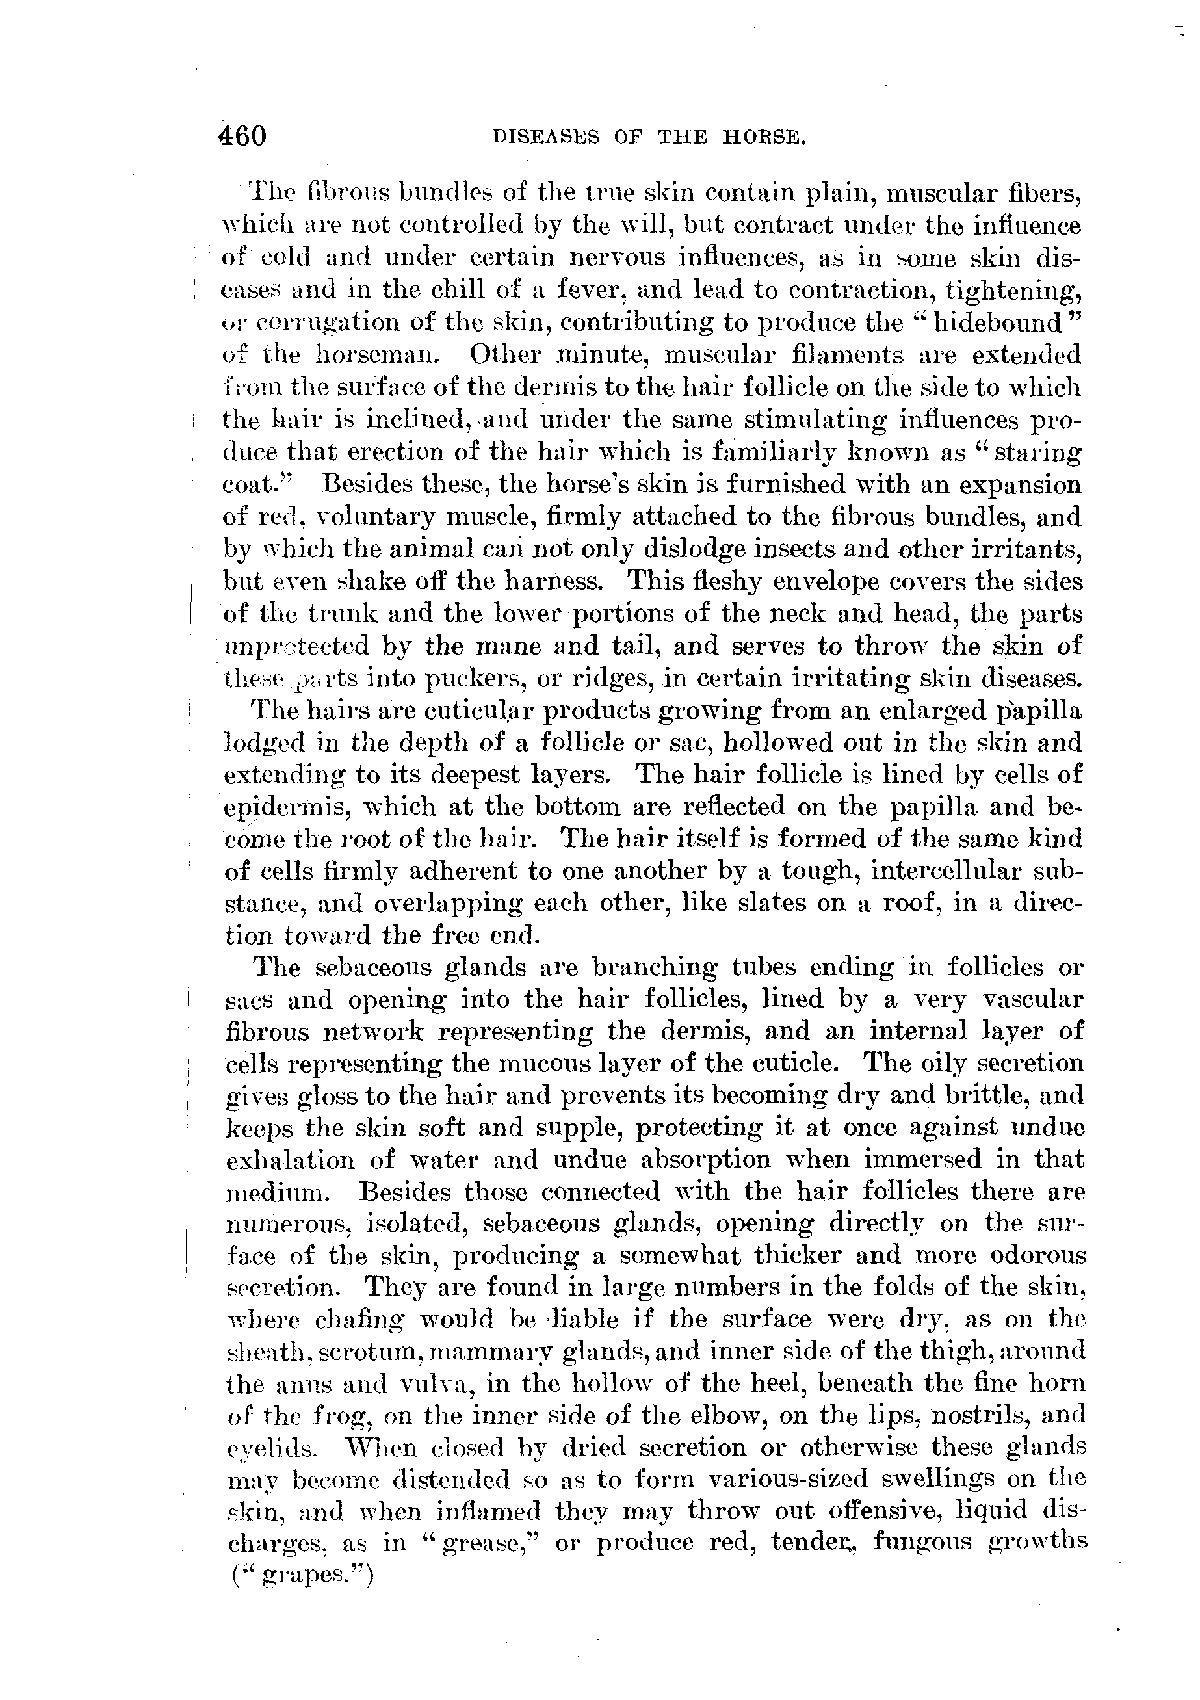 460 DISEASES OF THE HORSE.
The fibrous bundles of the true skin contain plain, muscular fibers,
which are not controlled by the will, but contract under the influence
of cold and under certain nervous influences, as in some skin dis-
eases and in the chill of a fever, and lead to contraction, tightening,
or corrugation of the skin, contributing to produce the "hidebound"
of the horseman. Other minute, muscular filaments are extended
from the surface of the dermis to the hair follicle on the side to which
the hair is inclined, and under the same stimulating influences pro-
duce that erection of the hair which is familiarly known as "staring
coat." Besides these, the horse's skin is furnished with an expansion
of red, voluntary muscle, firmly attached to the fibrous bundles, and
by which the animal can not only dislodge insects and other irritants,
but even shake off the harness. This fleshy envelope covers the sides
of the trunk and the lower portions of the neck and head, the parts
unprotected by the mane and tail, and serves to throw the skin of
these parts into puckers, or ridges, in certain irritating skin diseases.
The hairs are cuticular products growing from an enlarged papilla
lodged in the depth of a follicle or sac, hollowed out in the skin and
extending to its deepest layers. The hair follicle is lined by cells of
epidermis, which at the bottom are reflected on the papilla and be-
come the root of the hair. The hair itself is formed of the same kind
of cells firmly adherent to one another by a tough, intercellular sub-
stance, and overlapping each other, like slates on a roof, in a direc-
tion toward the free end.
The sebaceous glands are branching tubes ending in follicles or
sacs and opening into the hair follicles, lined by a very vascular
fibrous network representing the dermis, and an internal layer of
cells representing the mucous layer of the cuticle. The oily secretion
gives gloss to the hair and prevents its becoming dry and brittle, and
keeps the skin soft and supple, protecting it at once against undue
exhalation of water and undue absorption when immersed in that
medium. Besides those connected with the hair follicles there are
numerous, isolated, sebaceous glands, opening directly on the sur-
face of the skin, producing a somewhat thicker and more odorous
secretion. They are found in large numbers in the folds of the skin,
where chafing would be liable if the surface were dry, as on the
sheath, scrotum, mammary glands, and inner side of the thigh, around
the anus and vulva, in the hollow of the heel, beneath the fine horn
of the frog, on the inner side of the elbow, on the lips, nostrils, and
eyelids. When closed by dried secretion or otherwise these glands
may become distended so as to form various-sized swellings on the
skin, and when inflamed they may throw out offensive, liquid dis-
charges, as in "grease," or produce red, tender, fungous growths
("grapes.")